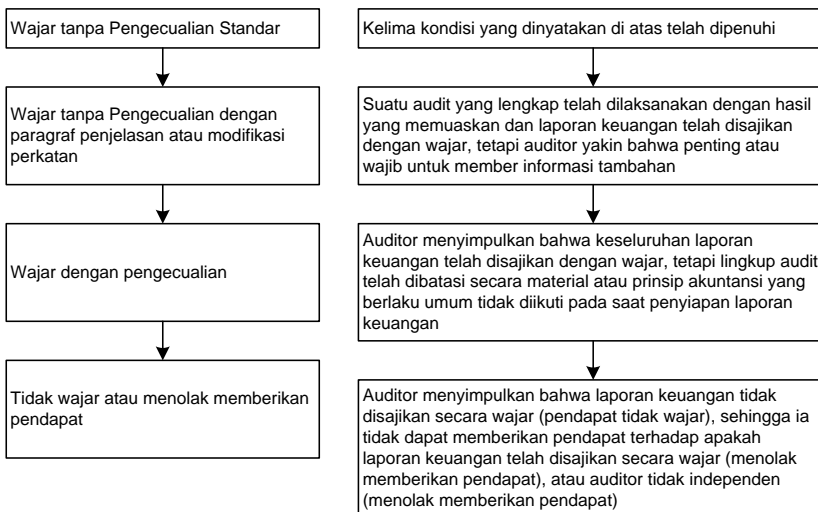 Wajar tanpa Pengecualian Standar
Kelima kondisi yang dinyatakan di atas telah dipenuhi
Wajar tanpa Pengecualian dengan
paragraf penjelasan atau modifikasi
perkatan
Suatu audit yang lengkap telah dilaksanakan dengan hasil
yang memuaskan dan laporan keuangan telah disajikan
dengan wajar, tetapi auditor yakin bahwa penting atau
wajib untuk member informasi tambahan
Wajar dengan pengecualian
Auditor menyimpulkan bahwa keseluruhan laporan
keuangan telah disajikan dengan wajar, tetapi lingkup audit
telah dibatasi secara material atau prinsip akuntansi yang
berlaku umum tidak diikuti pada saat penyiapan laporan
keuangan
Tidak wajar atau menolak memberikan
pendapat
Auditor menyimpulkan bahwa laporan keuangan tidak
disajikan secara wajar (pendapat tidak wajar), sehingga ia
tidak dapat memberikan pendapat terhadap apakah
laporan keuangan telah disajikan secara wajar (menolak
memberikan pendapat), atau auditor tidak independen
(menolak memberikan pendapat)